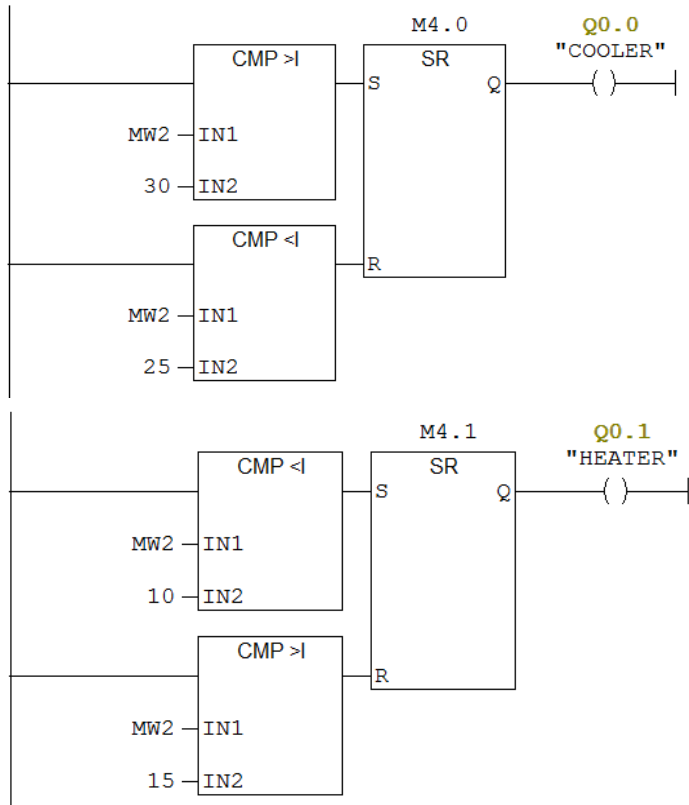 M4.0 Q0.0
"COOLER"
CMP >I SR
S Q ( )
MW2 IN1
30 IN2
CMP <I
R
MW2 IN1
25 IN2
M4.1 Q0.1
"HEATER"
CMP <I SR
S Q ( )
MW2 IN1
10 IN2
CMP >I
R
MW2 IN1
15 IN2